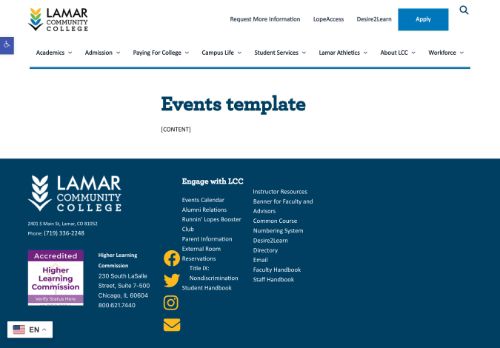 LAMAR
COMMUNITY
COLLEGE
Request More Information LopeAccess Desire2Learn Apply
Academics Admission Paying For College Campus Life Student Services Lamar Athletics About LCC Workforce
Events template
[CONTENT]
LAMAR
COMMUNITY
COLLEGE
2401 S Main St, Lamar, CO 81052
Phone: (719) 336-2248
Accredited
Higher
Learning
Commission
Verify Status Here
Higher Learning
Commission
230 South LaSalle
Street, Suite 7-500
Chicago, IL 60604
800.621.7440
Engage with LCC
Events Calendar
Alumni Relations
Runnin' Lopes Booster
Club
Parent Information
External Room
Reservations
Title IX:
Nondiscrimination
Student Handbook
Instructor Resources
Banner for Faculty and
Advisors
Common Course
Numbering System
Desire2Learn
Directory
Email
Faculty Handbook
Staff Handbook
EN